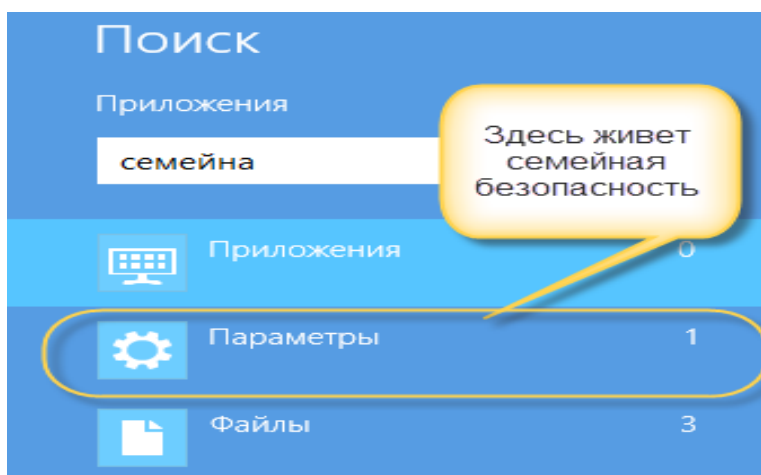 Поиск
Приложения
семейна
Здесь живет
семейная
безопасность
Приложения 0
Параметры 1
Файлы 3